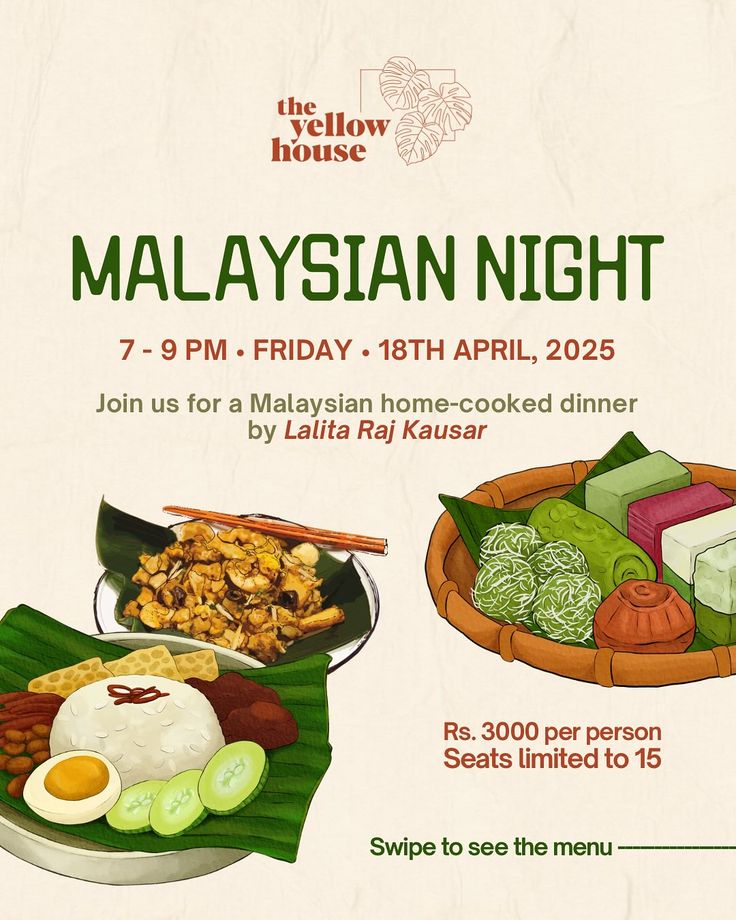 the
yellow
house
MALAYSIAN NIGHT
7 - 9 PM • FRIDAY • 18TH APRIL, 2025
Join us for a Malaysian home-cooked dinner
by Lalita Raj Kausar
Rs. 3000 per person
Seats limited to 15
Swipe to see the menu